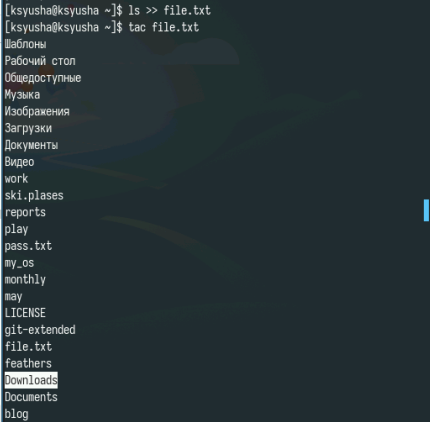 [ksyusha@ksyusha ~]$ ls >> file.txt
[ksyusha@ksyusha ~]$ tac file.txt
Шаблоны
Рабочий стол
Общедоступные
Музыка
Изображения
Загрузки
Документы
Видео
work
ski.plases
reports
play
pass.txt
my_os
monthly
may
LICENSE
git-extended
file.txt
feathers
Downloads
Documents
blog